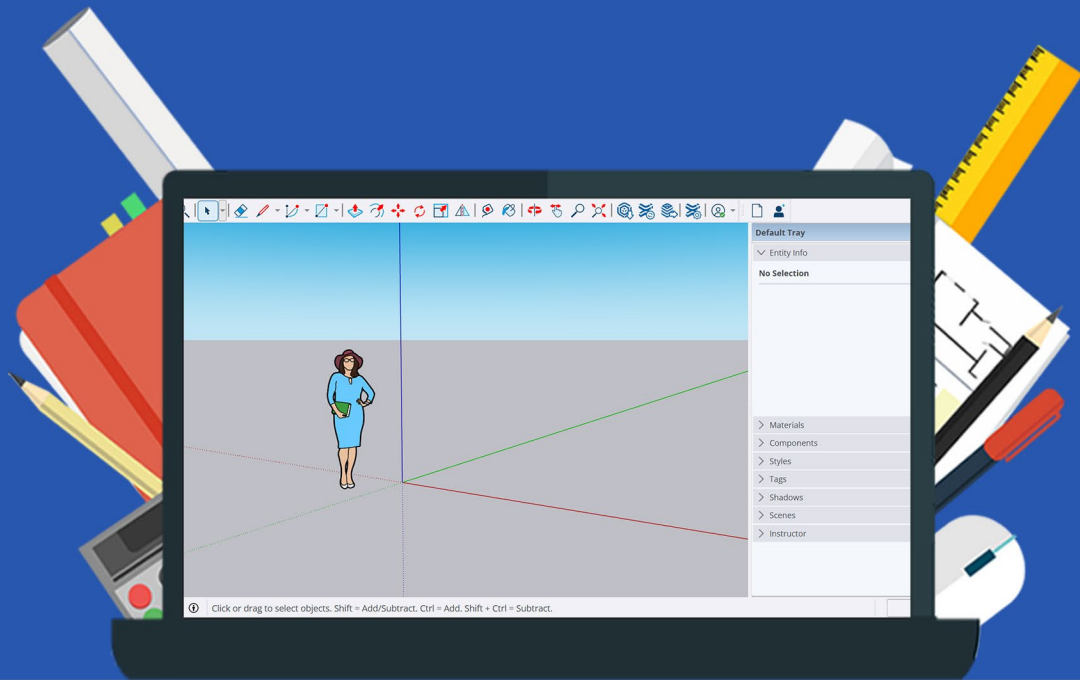 Default Tray
Entity Info
No Selection
Materials
Components
Styles
Tags
Shadows
Scenes
Instructor
Click or drag to select objects. Shift = Add/Subtract. Ctrl = Add. Shift + Ctrl = Subtract.